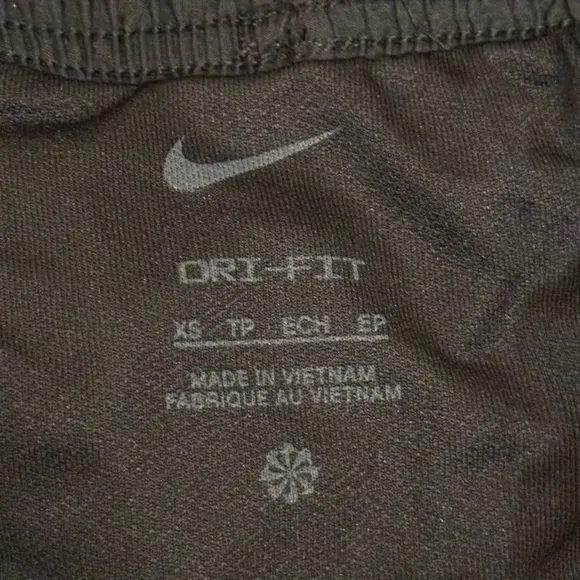 DRI-FIT
XS TP ECH EP
MADE IN VIETNAM
FABRIQUE AU VIETNAM